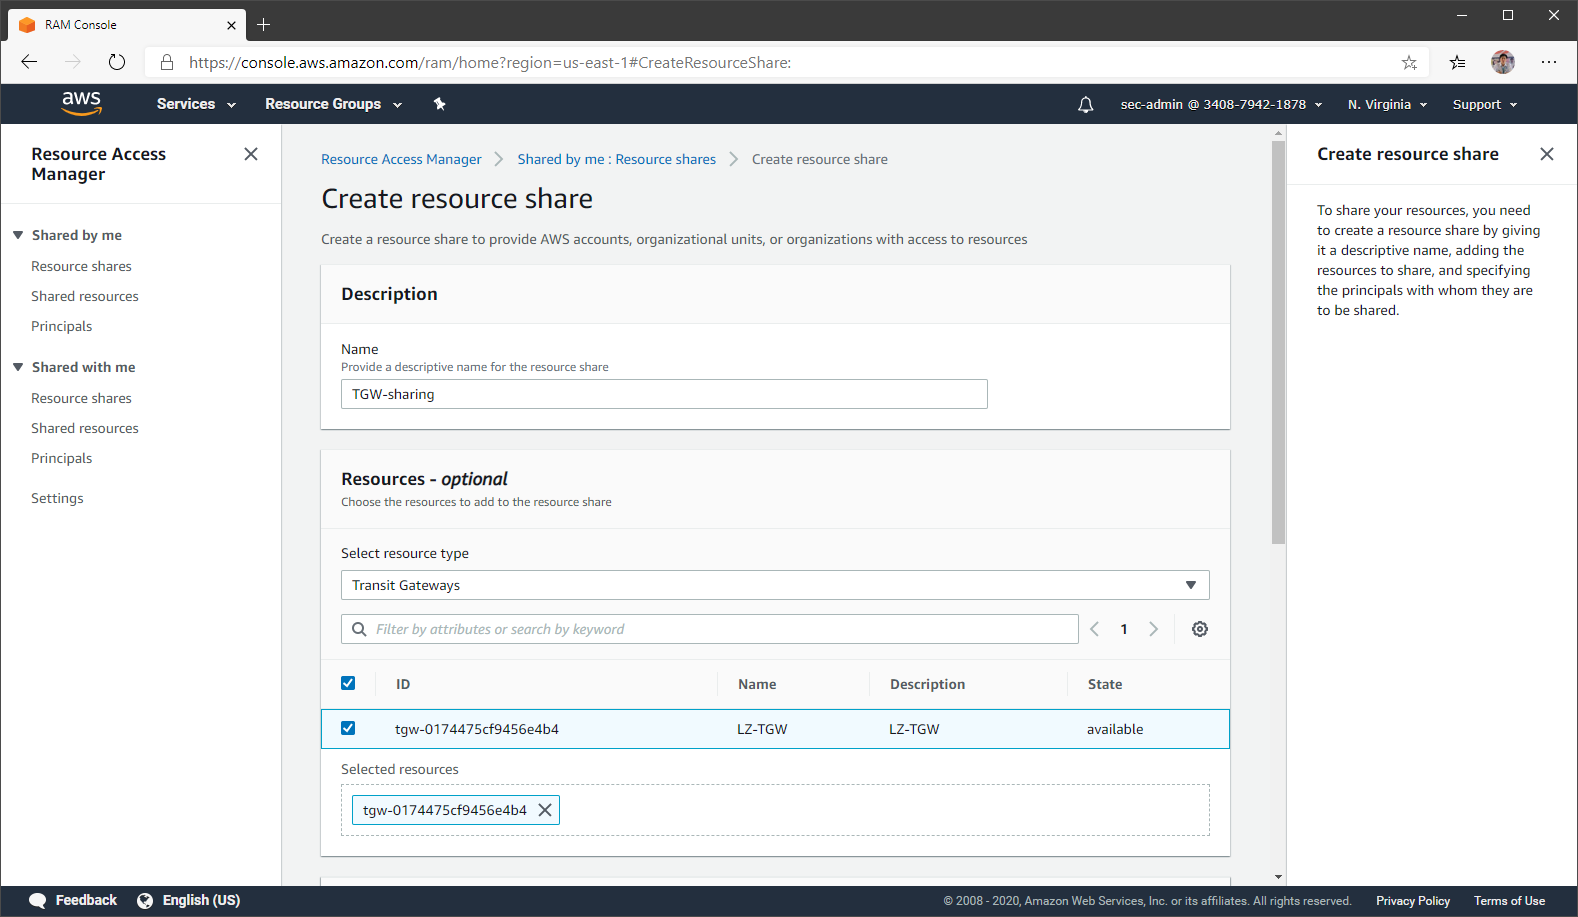 RAM Console
https://console.aws.amazon.com/ram/home?region=us-east-1#CreateResourceShare:
aws
Services
Resource Groups
sec-admin @ 3408-7942-1878
N. Virginia
Support
Resource Access
Manager
Shared by me
Resource shares
Shared resources
Principals
Shared with me
Resource shares
Shared resources
Principals
Settings
Resource Access Manager
Shared by me : Resource shares
Create resource share
Create resource share
Create a resource share to provide AWS accounts, organizational units, or organizations with access to resources
Description
Name
Provide a descriptive name for the resource share
TGW-sharing
Resources - optional
Choose the resources to add to the resource share
Select resource type
Transit Gateways
Filter by attributes or search by keyword
1
ID Name Description State
tgw-0174475cf9456e4b4 LZ-TGW LZ-TGW available
Selected resources
tgw-0174475cf9456e4b4
Create resource share
To share your resources, you need
to create a resource share by giving
it a descriptive name, adding the
resources to share, and specifying
the principals with whom they are
to be shared.
Feedback
English (US)
© 2008 - 2020, Amazon Web Services, Inc. or its affiliates. All rights reserved.
Privacy Policy
Terms of Use